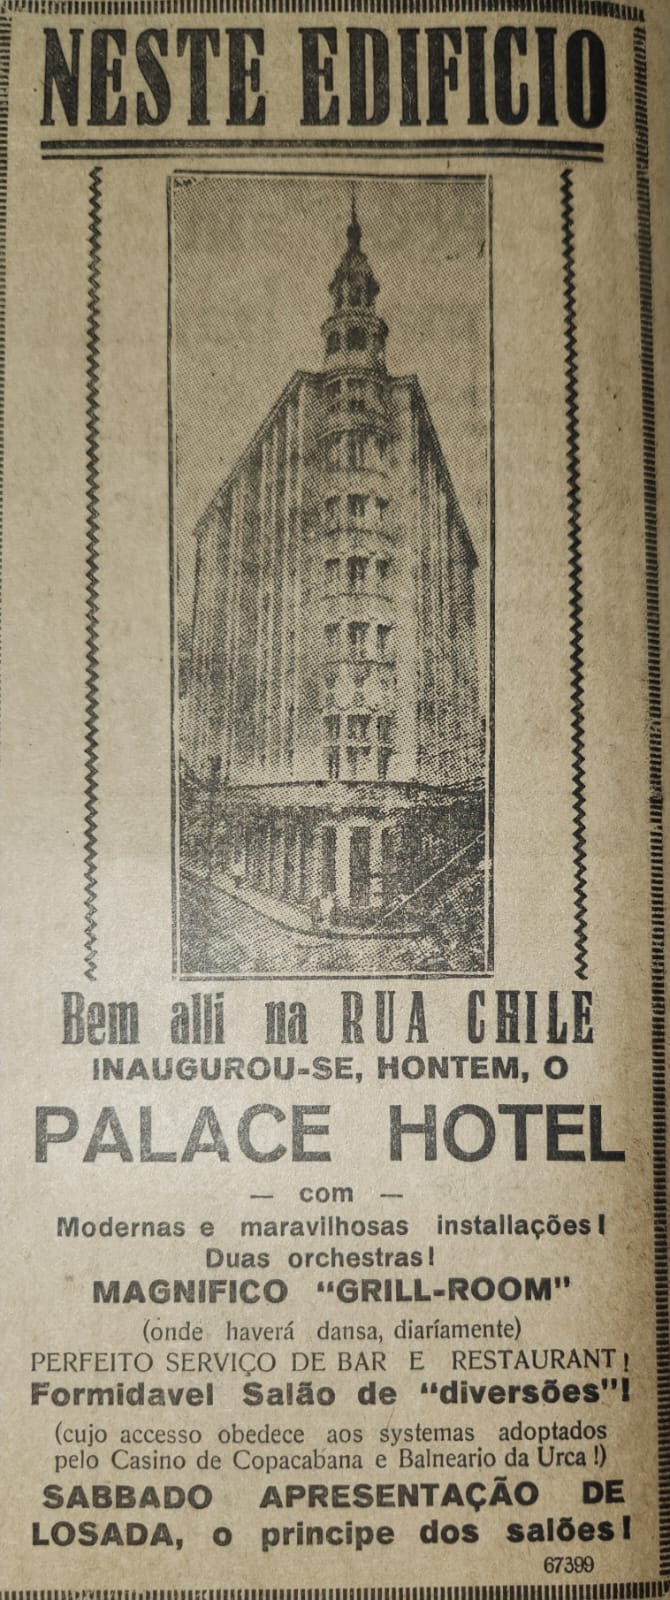 NESTE EDIFICIO
Bem alli na RUA CHILE
INAUGUROU-SE, HONTEM, O
PALACE HOTEL
— com —
Modernas e maravilhosas installações!
Duas orchestras!
MAGNIFICO "GRILL-ROOM"
(onde haverá dansa, diaríamente)
PERFEITO SERVIÇO DE BAR E RESTAURANT!
Formidavel Salão de "diversões"!
(cujo accesso obedece aos systemas adoptados
pelo Casino de Copacabana e Balneario da Urca!)
SABBADO APRESENTAÇÃO DE
LOSADA, o principe dos salões!
67399